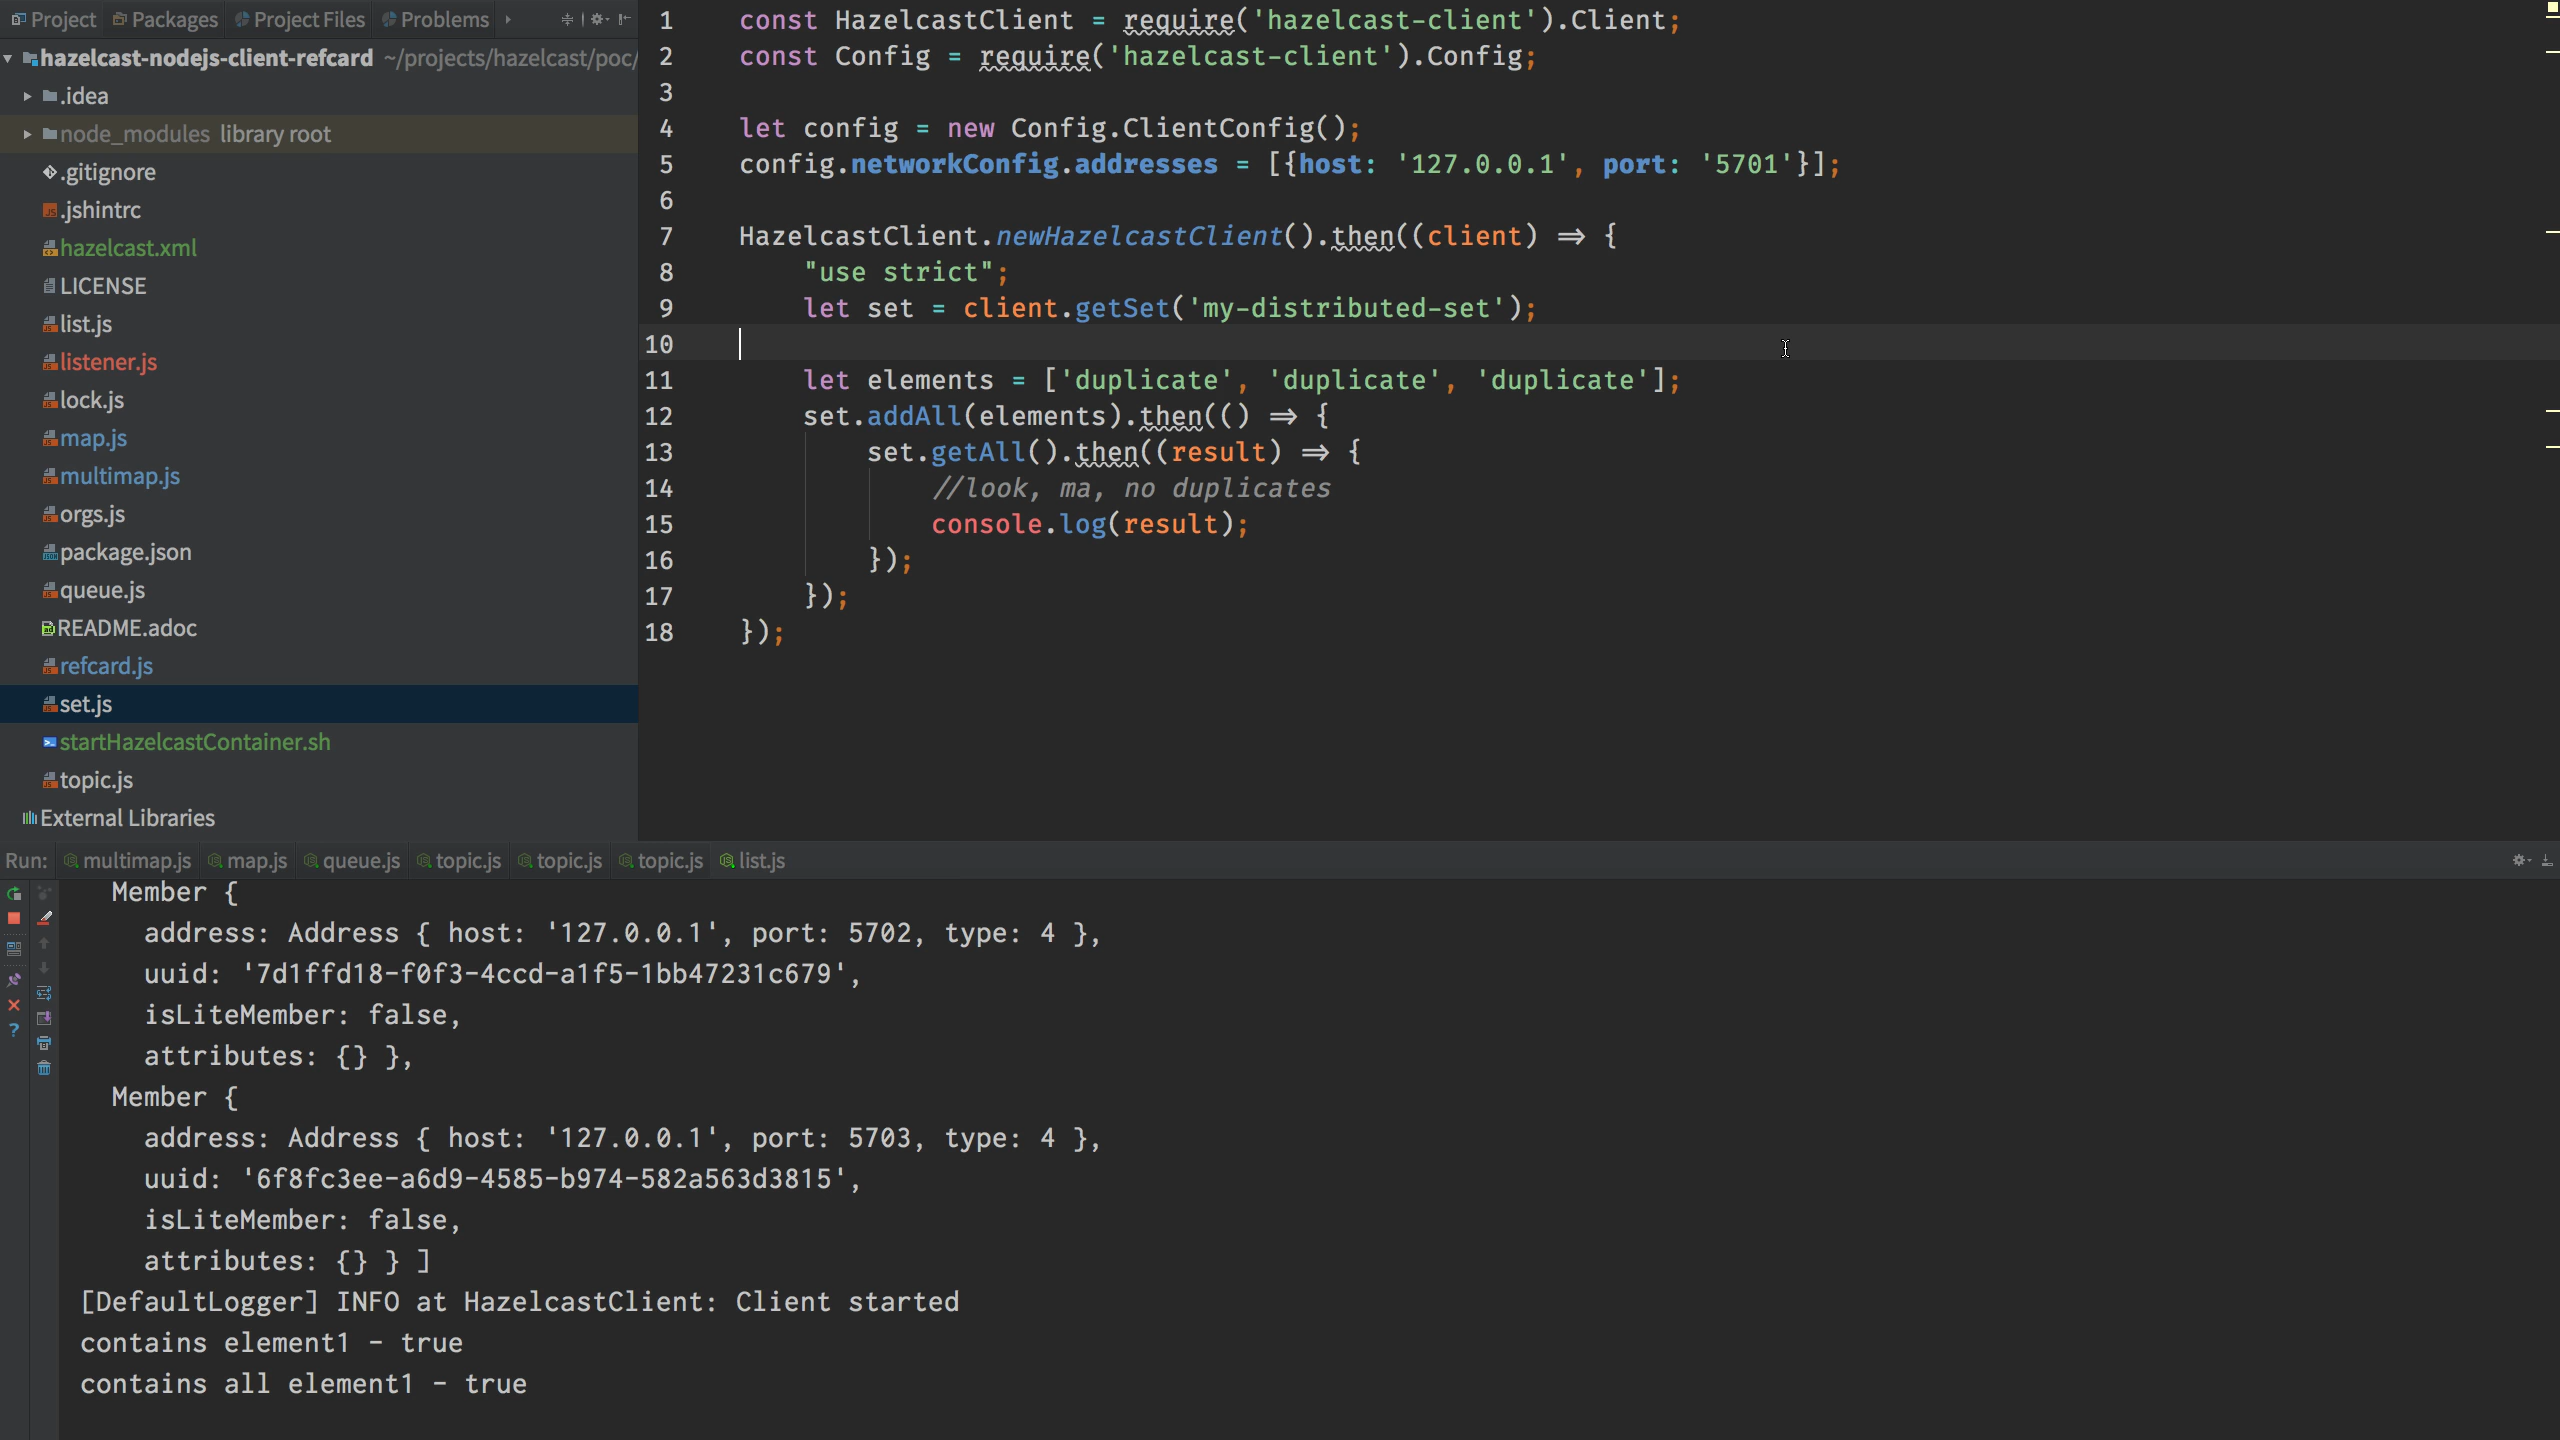 Project Packages Project Files Problems
hazelcast-nodejs-client-refcard ~/projects/hazelcast/poc/
.idea
node_modules library root
.gitignore
.jshintrc
hazelcast.xml
LICENSE
list.js
listener.js
lock.js
map.js
multimap.js
orgs.js
package.json
queue.js
README.adoc
refcard.js
set.js
startHazelcastContainer.sh
topic.js
External Libraries
1 const HazelcastClient = require('hazelcast-client').Client;
2 const Config = require('hazelcast-client').Config;
3
4 let config = new Config.ClientConfig();
5 config.networkConfig.addresses = [{host: '127.0.0.1', port: '5701'}];
6
7 HazelcastClient.newHazelcastClient().then((client) ⇒ {
8 "use strict";
9 let set = client.getSet('my-distributed-set');
10
11 let elements = ['duplicate', 'duplicate', 'duplicate'];
12 set.addAll(elements).then(() ⇒ {
13 set.getAll().then((result) ⇒ {
14 //look, ma, no duplicates
15 console.log(result);
16 });
17 });
18 });
Run: multimap.js map.js queue.js topic.js topic.js topic.js list.js
Member {
address: Address { host: '127.0.0.1', port: 5702, type: 4 },
uuid: '7d1ffd18-f0f3-4ccd-a1f5-1bb47231c679',
isLiteMember: false,
attributes: {} },
Member {
address: Address { host: '127.0.0.1', port: 5703, type: 4 },
uuid: '6f8fc3ee-a6d9-4585-b974-582a563d3815',
isLiteMember: false,
attributes: {} } ]
[DefaultLogger] INFO at HazelcastClient: Client started
contains element1 - true
contains all element1 - true